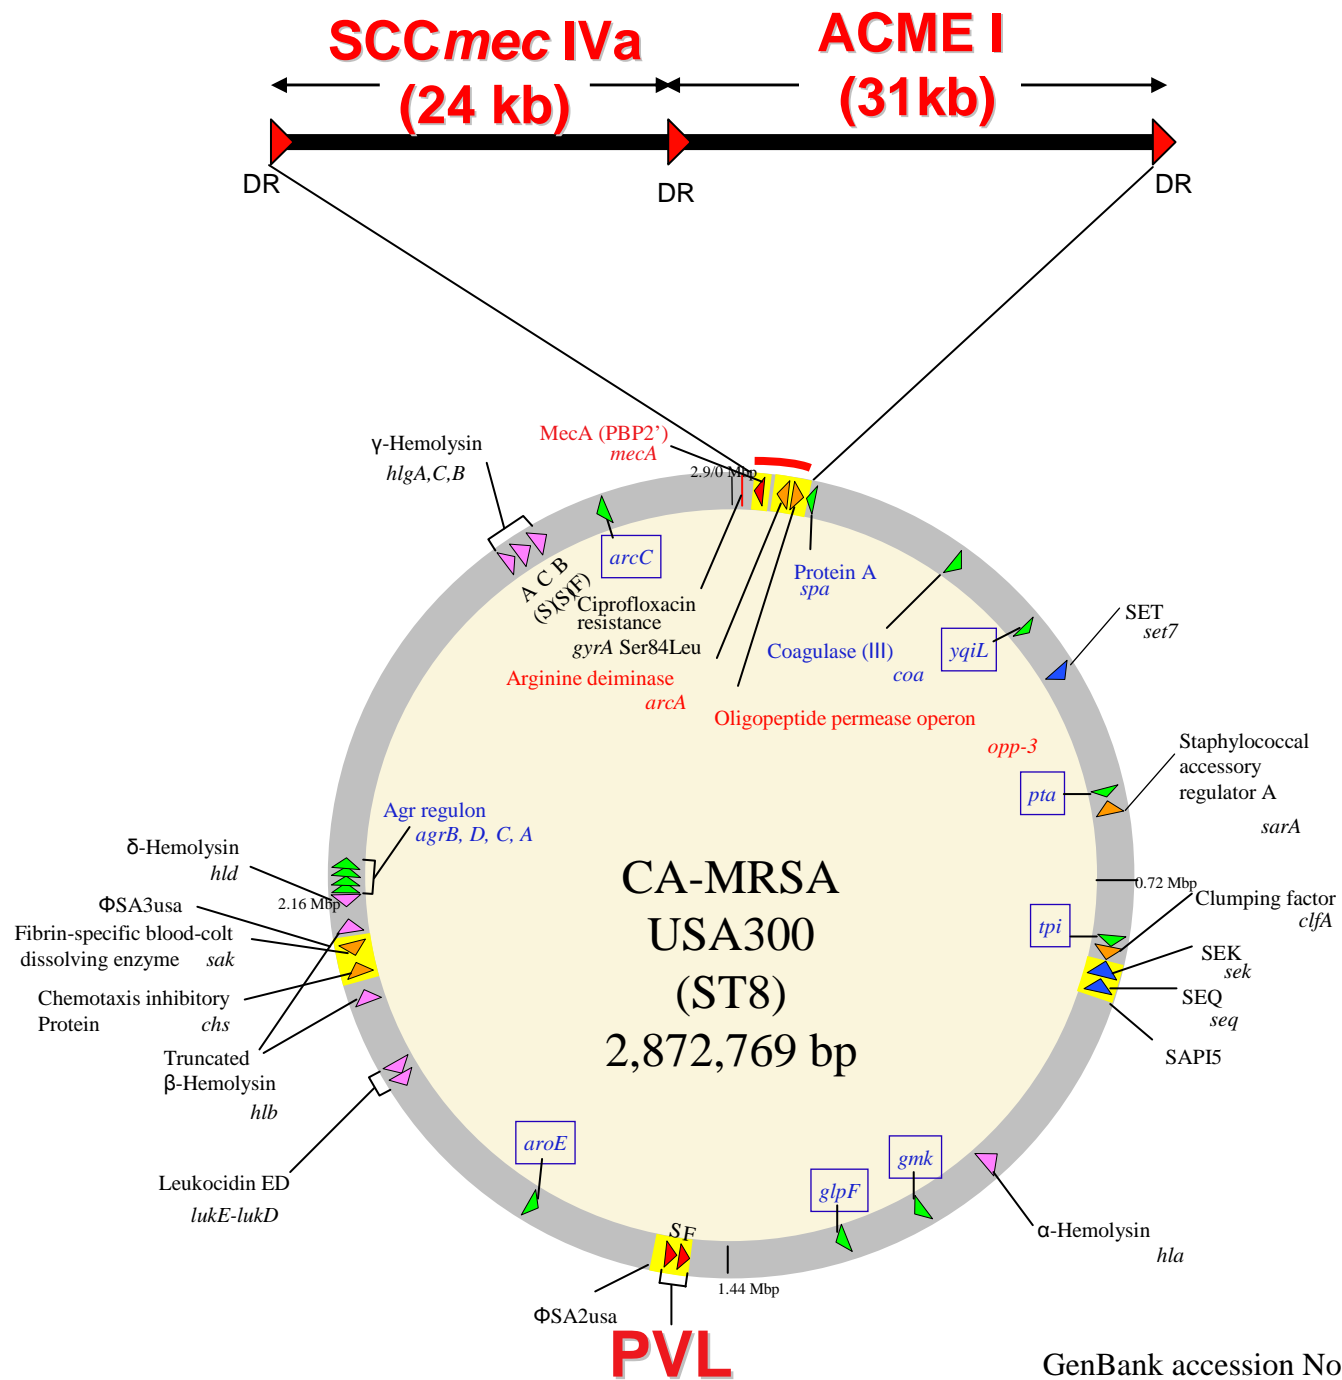 SCCmec IVa
(24 kb)
ACME I
(31kb)
DR
DR
DR
MecA (PBP2')
mecA
2.9/0 Mbp
γ-Hemolysin
hlgA,C,B
A C B
(S)(S)(F)
arcC
Ciprofloxacin
resistance
gyrA Ser84Leu
Arginine deiminase
arcA
Protein A
spa
Coagulase (III)
coa
yqiL
SET
set7
Oligopeptide permease operon
opp-3
Staphylococcal
accessory
regulator A
sarA
pta
Agr regulon
agrB, D, C, A
δ-Hemolysin
hld
2.16 Mbp
0.72 Mbp
Clumping factor
clfA
tpi
SEK
sek
SEQ
seq
SAPI5
ΦSA3usa
Fibrin-specific blood-colt
dissolving enzyme sak
Chemotaxis inhibitory
Protein chs
Truncated
β-Hemolysin
hlb
CA-MRSA
USA300
(ST8)
2,872,769 bp
Leukocidin ED
lukE-lukD
aroE
glpF
gmk
α-Hemolysin
hla
S F
1.44 Mbp
ΦSA2usa
PVL
GenBank accession No